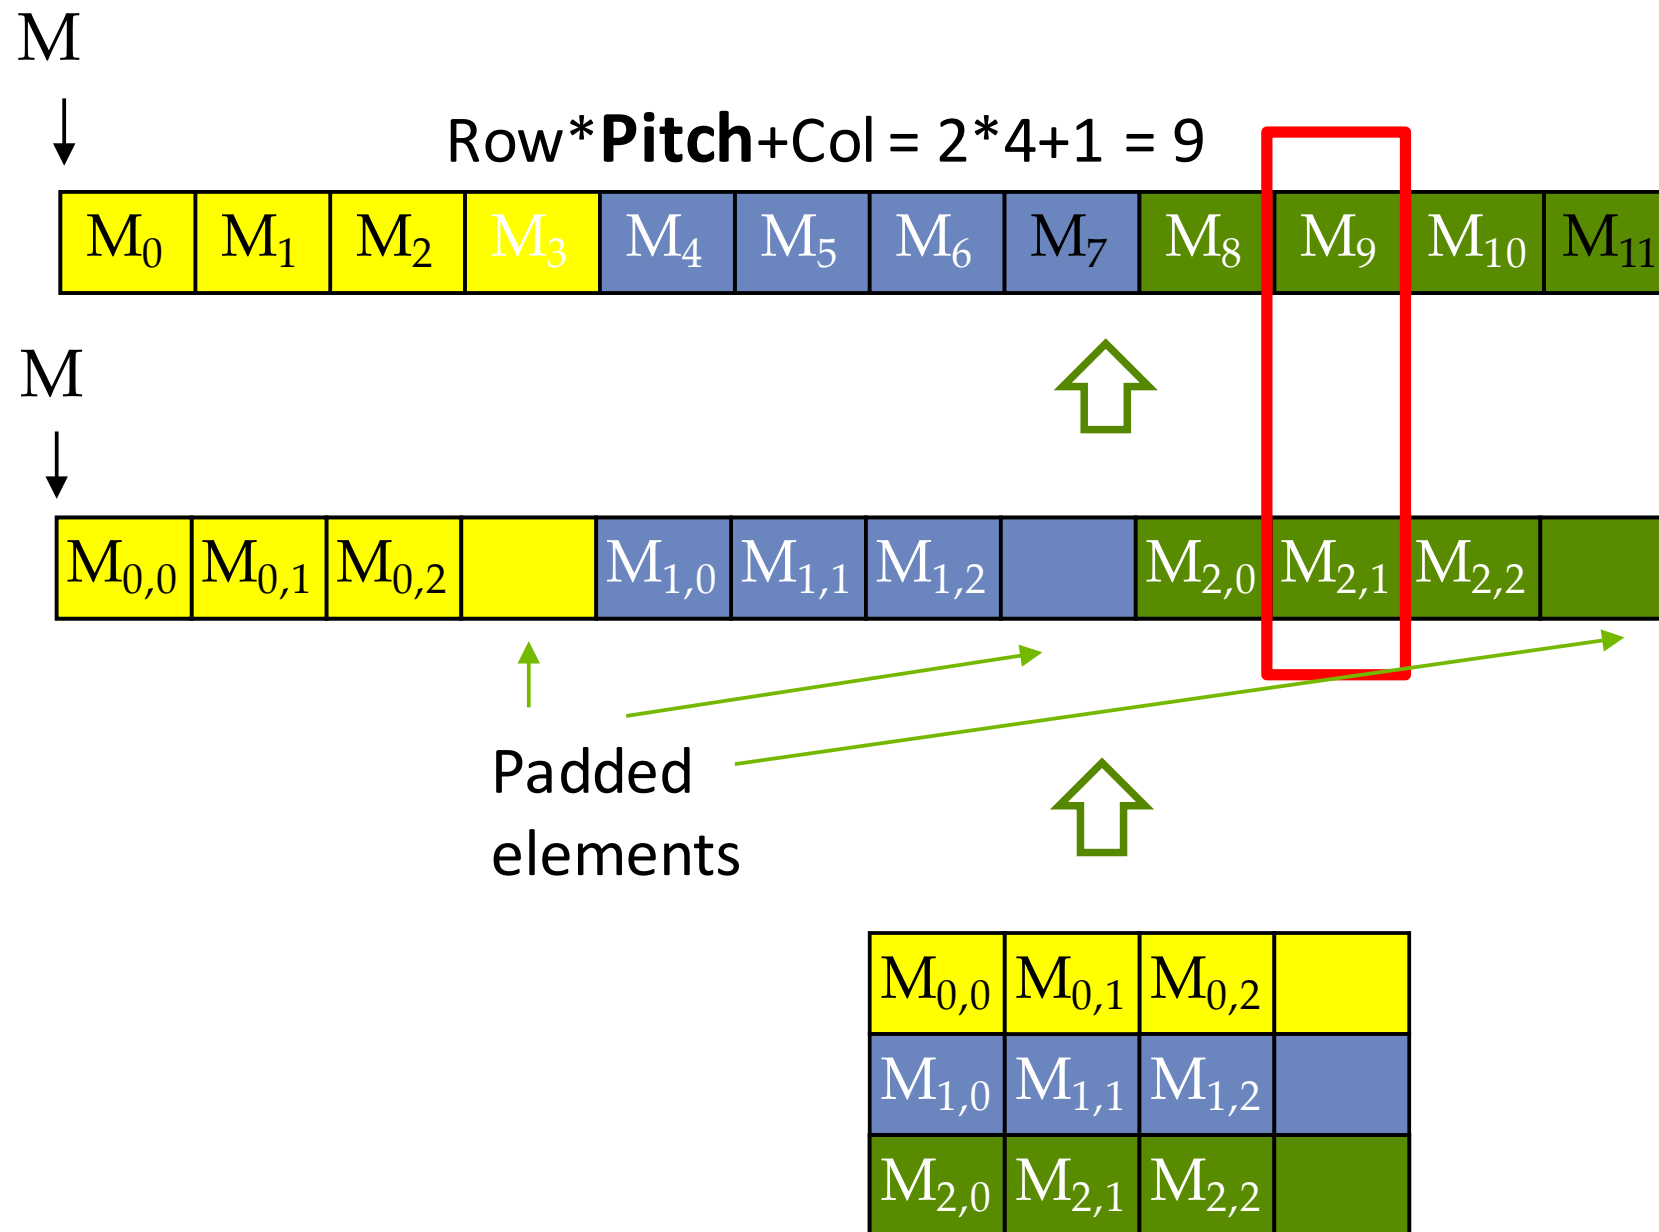 M
Row*Pitch+Col = 2*4+1 = 9
M0 M1 M2 M3 M4 M5 M6 M7 M8 M9 M10 M11
M
M0,0 M0,1 M0,2 M1,0 M1,1 M1,2 M2,0 M2,1 M2,2
Padded
elements
M0,0 M0,1 M0,2
M1,0 M1,1 M1,2
M2,0 M2,1 M2,2